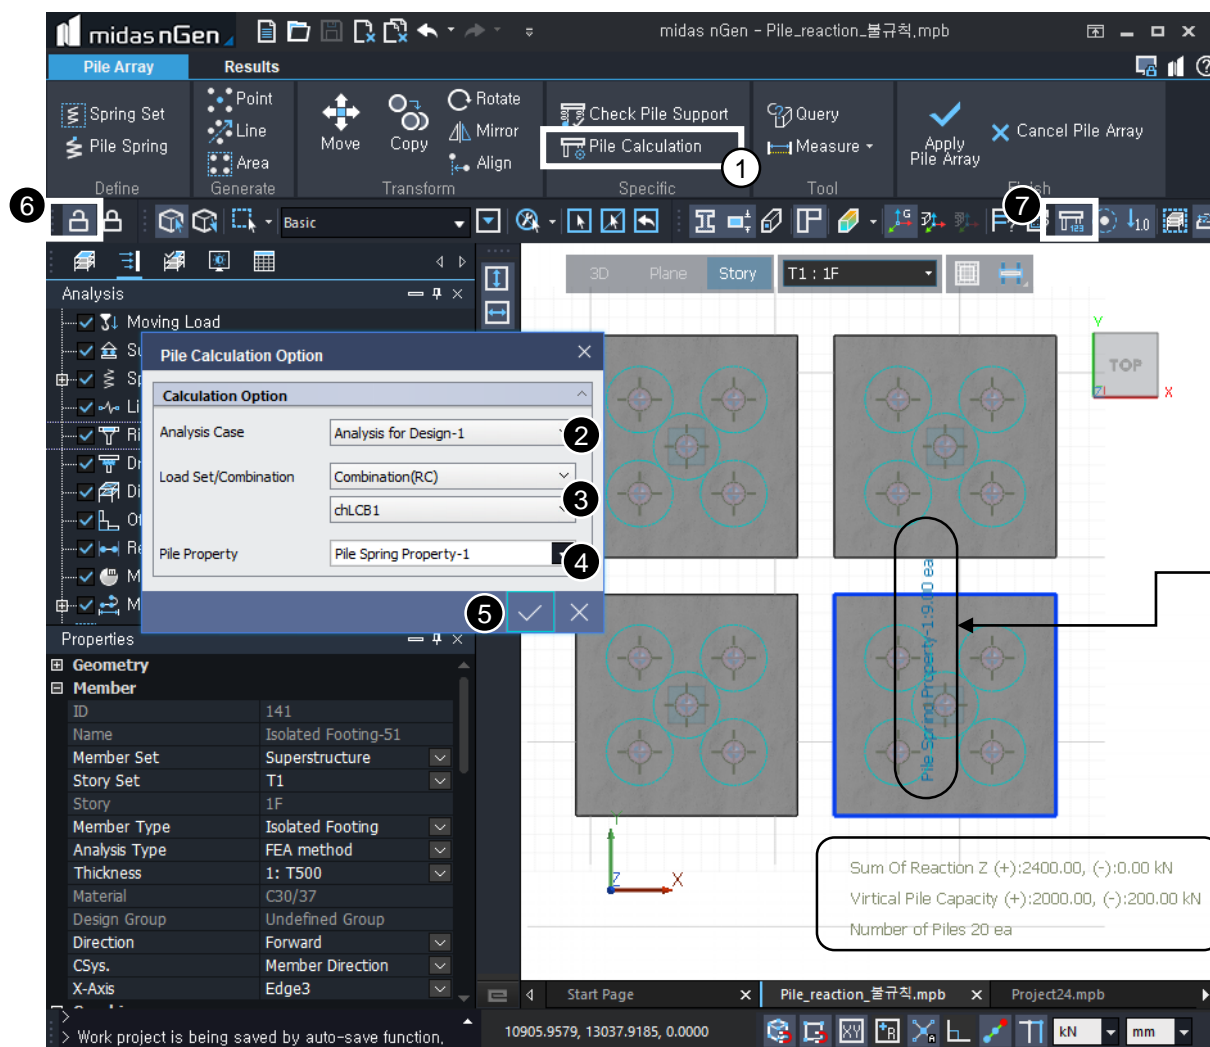 midas nGen
midas nGen - Pile_reaction_불규칙.mpb
Pile Array
Results
Spring Set
Pile Spring
Define
Point
Line
Area
Generate
Move
Copy
Rotate
Mirror
Align
Transform
Check Pile Support
Pile Calculation
1
Specific
Query
Measure
Tool
Apply
Pile Array
Cancel Pile Array
6
Basic
7
1.0
Analysis
Moving Load
3D
Plane
Story
T1 : 1F
Y
TOP
Z
X
Pile Calculation Option
Calculation Option
Analysis Case
Analysis for Design-1
2
Load Set/Combination
Combination(RC)
3
chLCB1
Pile Property
Pile Spring Property-1
4
5
Pile Spring Property-1:9.00 ea
Properties
Geometry
Member
ID
141
Name
Isolated Footing-51
Member Set
Superstructure
Story Set
T1
Story
1F
Member Type
Isolated Footing
Analysis Type
FEA method
Thickness
1: T500
Material
C30/37
Design Group
Undefined Group
Direction
Forward
CSys.
Member Direction
X-Axis
Edge3
Y
Z
X
Sum Of Reaction Z (+):2400.00, (-):0.00 kN
Virtical Pile Capacity (+):2000.00, (-):200.00 kN
Number of Piles 20 ea
Start Page
Pile_reaction_불규칙.mpb
Project24.mpb
>
> Work project is being saved by auto-save function,
10905.9579, 13037.9185, 0.0000
kN
mm